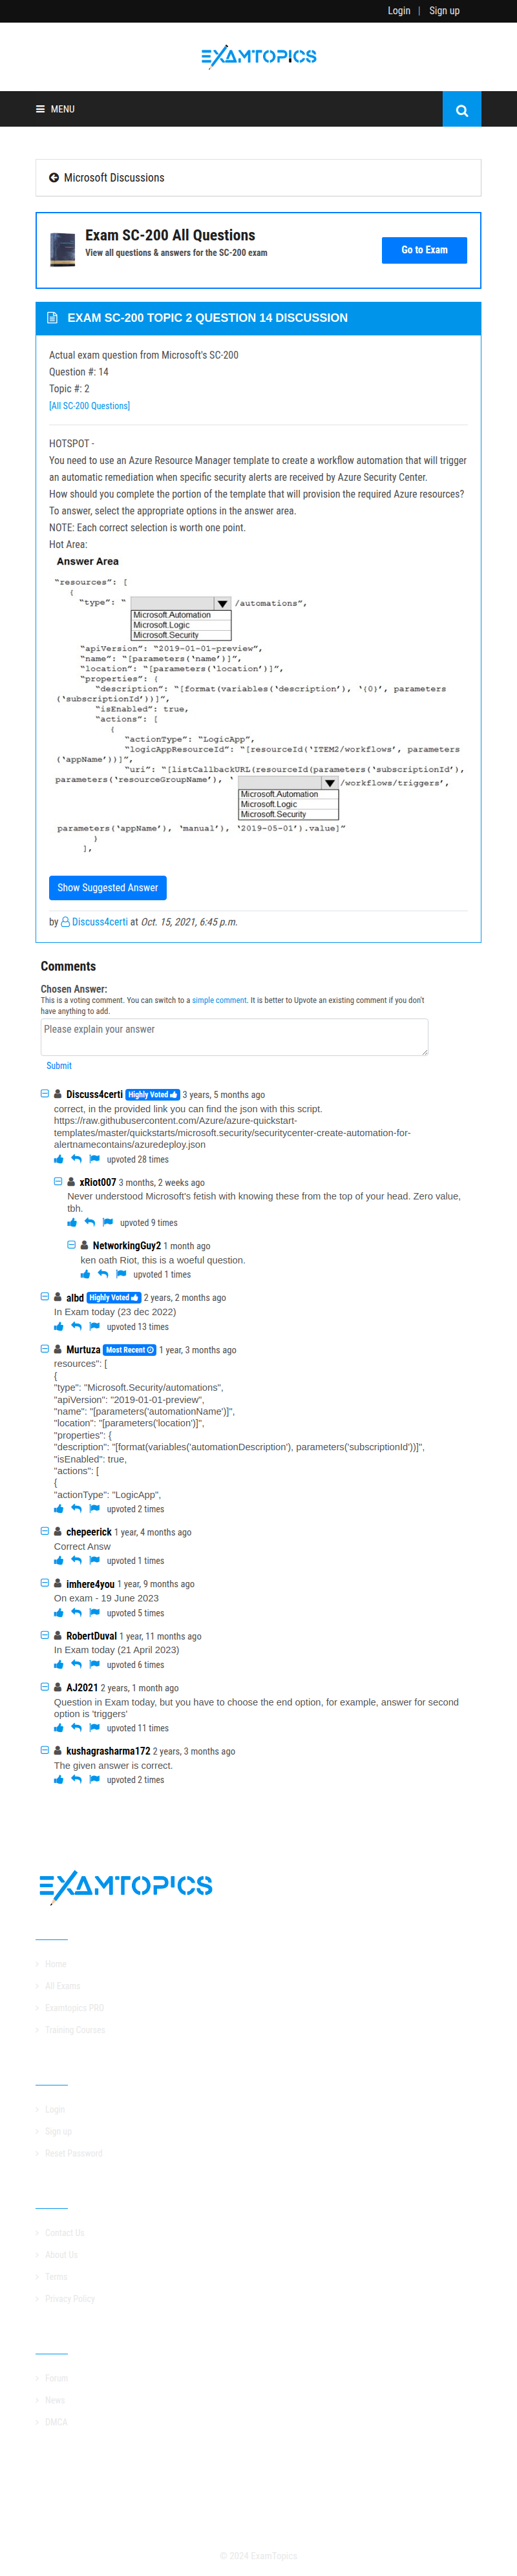 Login | Sign up
EXAMTOPICS
MENU
Microsoft Discussions
Exam SC-200 All Questions
View all questions & answers for the SC-200 exam
Go to Exam
EXAM SC-200 TOPIC 2 QUESTION 14 DISCUSSION
Actual exam question from Microsoft's SC-200
Question #: 14
Topic #: 2
[All SC-200 Questions]
HOTSPOT -
You need to use an Azure Resource Manager template to create a workflow automation that will trigger
an automatic remediation when specific security alerts are received by Azure Security Center.
How should you complete the portion of the template that will provision the required Azure resources?
To answer, select the appropriate options in the answer area.
NOTE: Each correct selection is worth one point.
Hot Area:
Answer Area
"resources": [
{
"type": " /automations",
Microsoft.Automation
Microsoft.Logic
Microsoft.Security
"apiVersion": "2019-01-01-preview",
"name": "[parameters('name')]",
"location": "[parameters('location')]",
"properties": {
"description": "[format(variables('description'), '{0}', parameters
('subscriptionId'))]",
"isEnabled": true,
"actions": [
{
"actionType": "LogicApp",
"logicAppResourceId": "[resourceId('ITEM2/workflows', parameters
('appName'))]",
"uri": "[listCallbackURL(resourceId(parameters('subscriptionId'),
parameters('resourceGroupName'), ' /workflows/triggers',
Microsoft.Automation
Microsoft.Logic
Microsoft.Security
parameters('appName'), 'manual'), '2019-05-01').value]"
],
Show Suggested Answer
by Discuss4certi at Oct. 15, 2021, 6:45 p.m.
Comments
Chosen Answer:
This is a voting comment. You can switch to a simple comment. It is better to Upvote an existing comment if you don't
have anything to add.
Please explain your answer
Submit
Discuss4certi Highly Voted 3 years, 5 months ago
correct, in the provided link you can find the json with this script.
https://raw.githubusercontent.com/Azure/azure-quickstart-
templates/master/quickstarts/microsoft.security/securitycenter-create-automation-for-
alertnamecontains/azuredeploy.json
upvoted 28 times
xRiot007 3 months, 2 weeks ago
Never understood Microsoft's fetish with knowing these from the top of your head. Zero value,
tbh.
upvoted 9 times
NetworkingGuy2 1 month ago
ken oath Riot, this is a woeful question.
upvoted 1 times
albd Highly Voted 2 years, 2 months ago
In Exam today (23 dec 2022)
upvoted 13 times
Murtuza Most Recent 1 year, 3 months ago
resources": [
{
"type": "Microsoft.Security/automations",
"apiVersion": "2019-01-01-preview",
"name": "[parameters('automationName')]",
"location": "[parameters('location')]",
"properties": {
"description": "[format(variables('automationDescription'), parameters('subscriptionId'))]",
"isEnabled": true,
"actions": [
{
"actionType": "LogicApp",
upvoted 2 times
chepeerick 1 year, 4 months ago
Correct Answ
upvoted 1 times
imhere4you 1 year, 9 months ago
On exam - 19 June 2023
upvoted 5 times
RobertDuval 1 year, 11 months ago
In Exam today (21 April 2023)
upvoted 6 times
AJ2021 2 years, 1 month ago
Question in Exam today, but you have to choose the end option, for example, answer for second
option is 'triggers'
upvoted 11 times
kushagrasharma172 2 years, 3 months ago
The given answer is correct.
upvoted 2 times
EXAMTOPICS
Home
All Exams
Examtopics PRO
Training Courses
Login
Sign up
Reset Password
Contact Us
About Us
Terms
Privacy Policy
Forum
News
DMCA
© 2024 ExamTopics